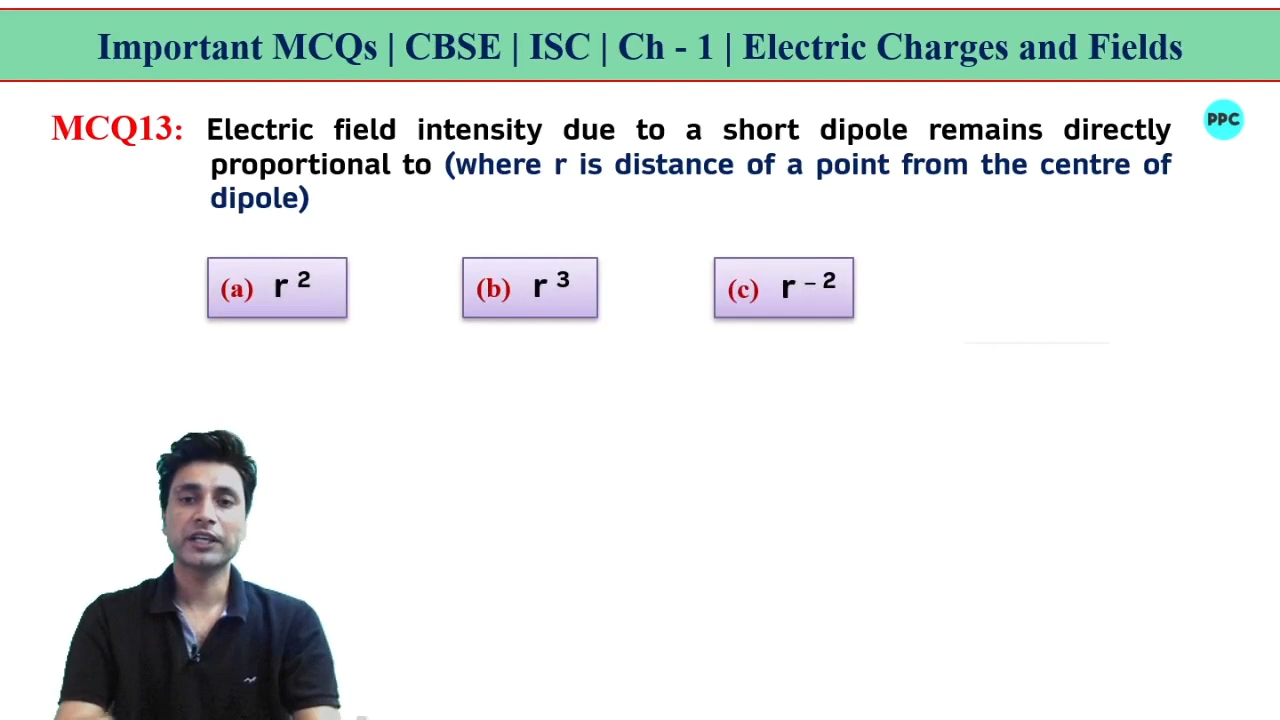 Important MCQs | CBSE | ISC | Ch - 1 | Electric Charges and Fields
MCQ13: Electric field intensity due to a short dipole remains directly
proportional to (where r is distance of a point from the centre of
dipole)
PPC
(a) r ²
(b) r ³
(c) r ⁻ ²